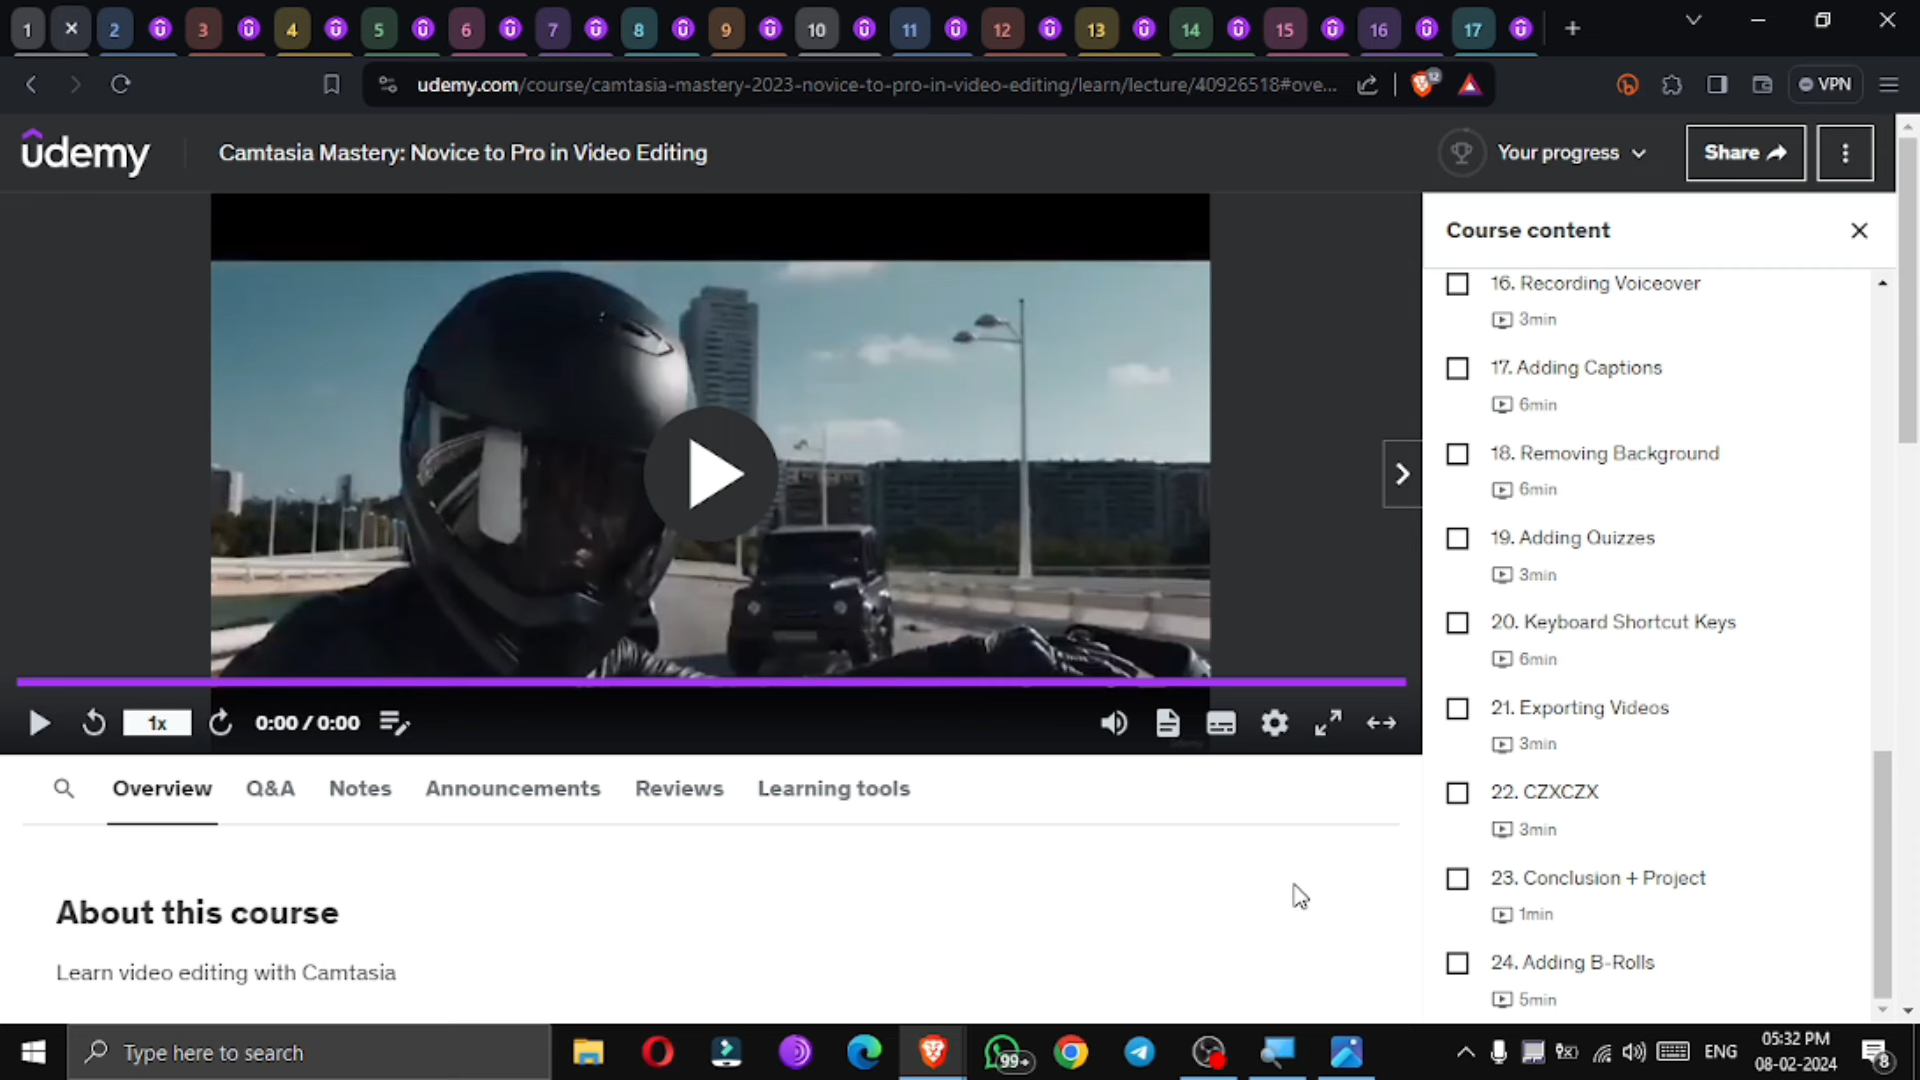 1 2 3 4 5 6 7 8 9 10 11 12 13 14 15 16 17
udemy.com/course/camtasia-mastery-2023-novice-to-pro-in-video-editing/learn/lecture/40926518#ove...
12
VPN
udemy
Camtasia Mastery: Novice to Pro in Video Editing
Your progress
Share
Course content
16. Recording Voiceover
3min
17. Adding Captions
6min
18. Removing Background
6min
19. Adding Quizzes
3min
20. Keyboard Shortcut Keys
6min
21. Exporting Videos
3min
22. CZXCZX
3min
23. Conclusion + Project
1min
24. Adding B-Rolls
5min
1x
0:00 / 0:00
Overview
Q&A
Notes
Announcements
Reviews
Learning tools
About this course
Learn video editing with Camtasia
Type here to search
99+
ENG
05:32 PM
08-02-2024
8